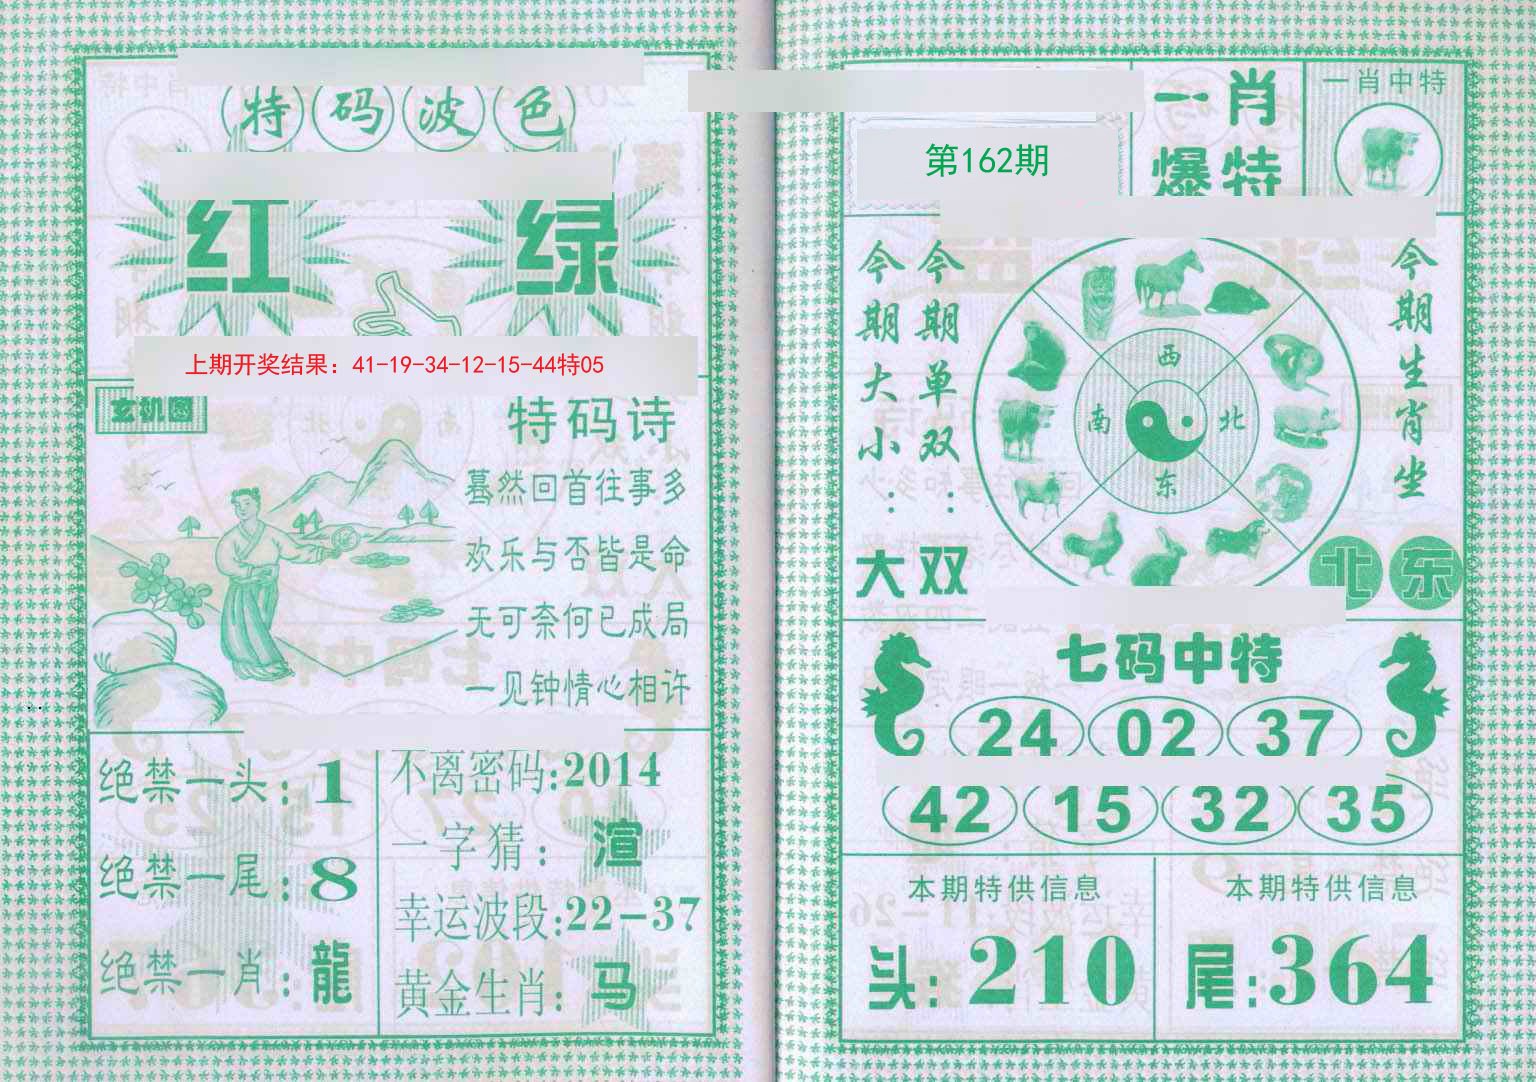 特码波色
红 绿
上期开奖结果：41-19-34-12-15-44特05
玄机图
特码诗
蓦然回首往事多
欢乐与否皆是命
无可奈何已成局
一见钟情心相许
绝禁一头：1
绝禁一尾：8
绝禁一肖：龍
不离密码：2014
一字猜：渲
幸运波段：22-37
黄金生肖：马
第162期
一肖
爆特
一肖中特
今期大小：大
今期单双：双
西
南 北
东
今期生肖坐
北东
七码中特
24 02 37
42 15 32 35
本期特供信息
头：210
本期特供信息
尾：364